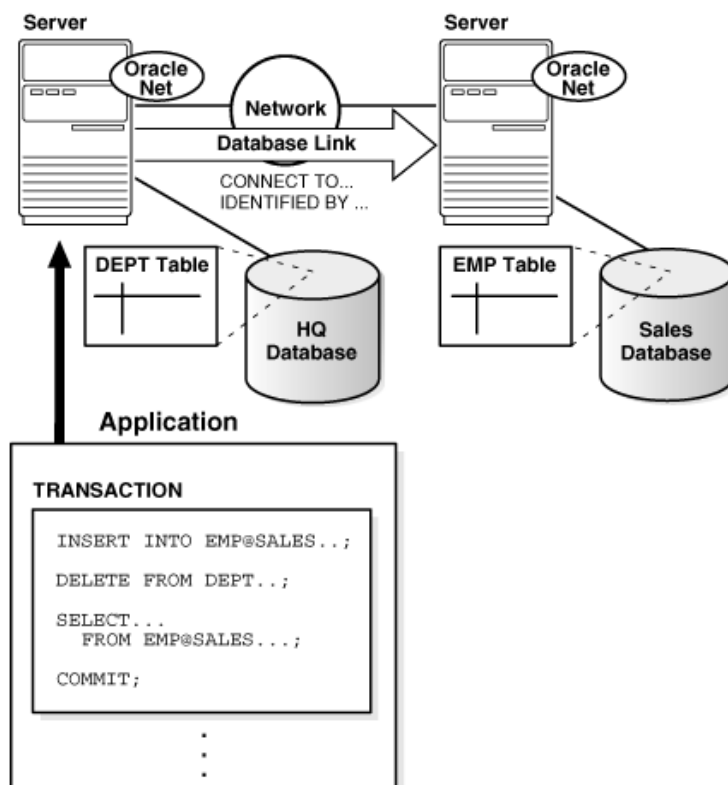 Server
Server
Oracle
Net
Oracle
Net
Network
Database Link
CONNECT TO...
IDENTIFIED BY ...
DEPT Table
EMP Table
HQ
Database
Sales
Database
Application
TRANSACTION
INSERT INTO EMP@SALES..;
DELETE FROM DEPT..;
SELECT...
FROM EMP@SALES...;
COMMIT;